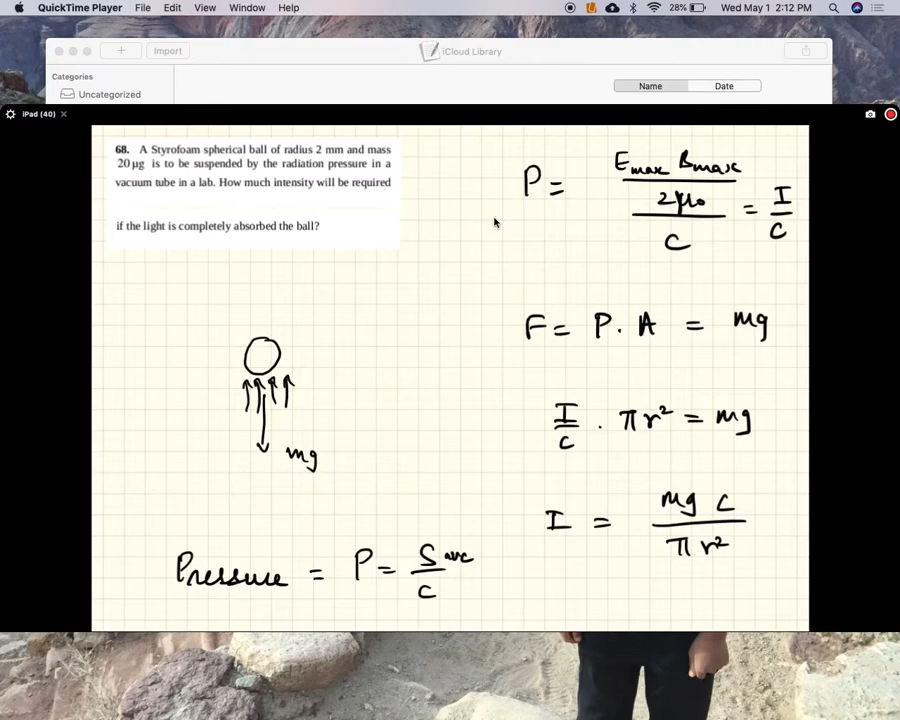 QuickTime Player File Edit View Window Help 28% Wed May 1 2:12 PM
Import iCloud Library
Categories
Uncategorized
Name Date
iPad (40)
68. A Styrofoam spherical ball of radius 2 mm and mass
20 μg is to be suspended by the radiation pressure in a
vacuum tube in a lab. How much intensity will be required
if the light is completely absorbed the ball?
mg
Pressure = P = S ave / c
P = (Emax Bmax / 2μ0) / c = I / c
F = P . A = mg
I / c . πr² = mg
I = mg c / πr²